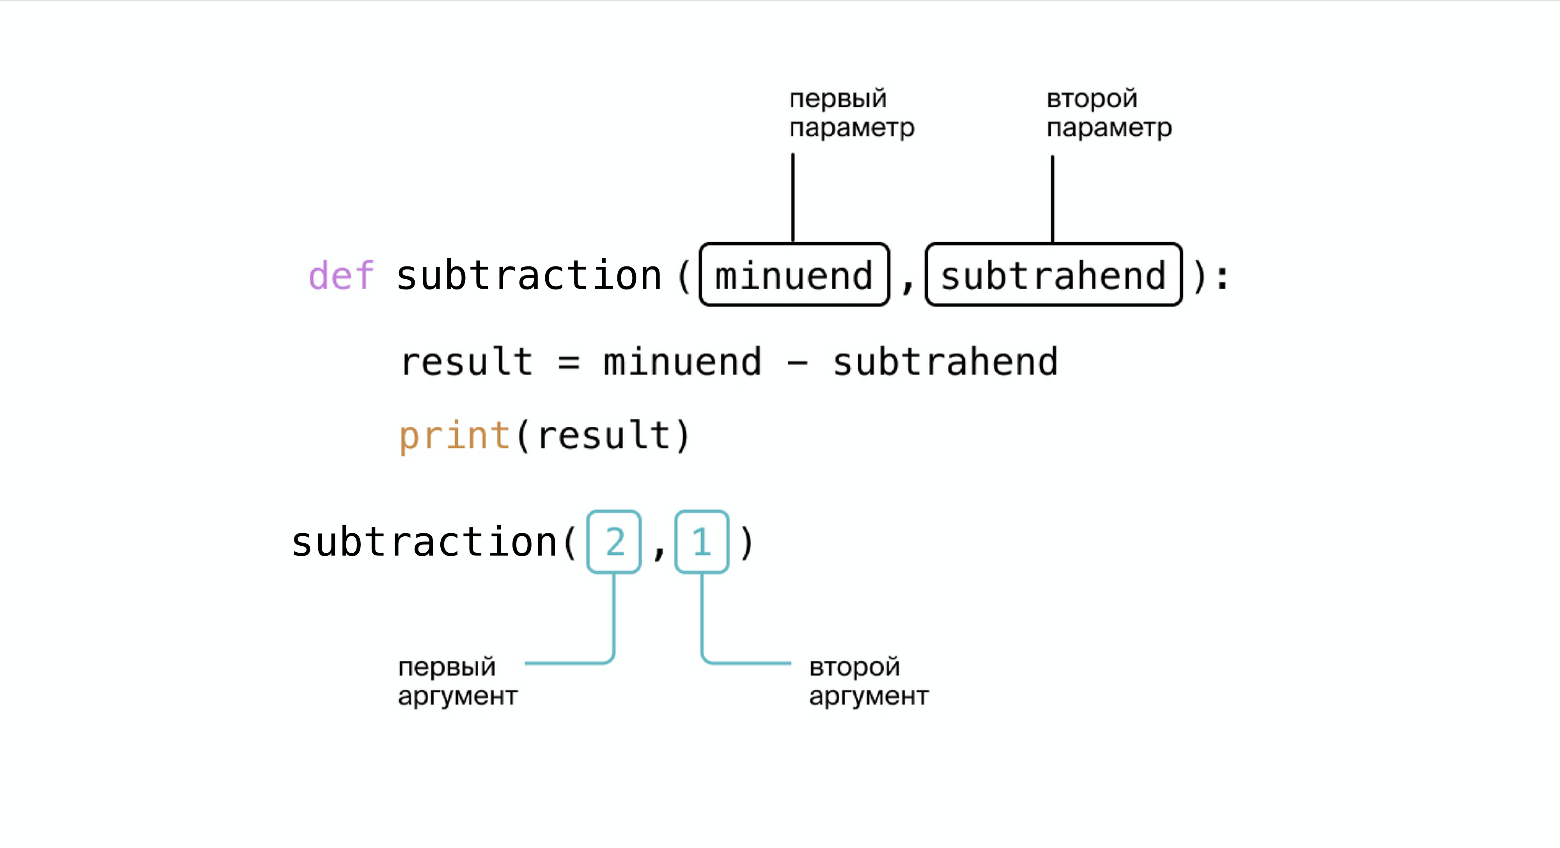 первый
параметр
второй
параметр
def subtraction (minuend, subtrahend):
result = minuend - subtrahend
print(result)
subtraction(2,1)
первый
аргумент
второй
аргумент